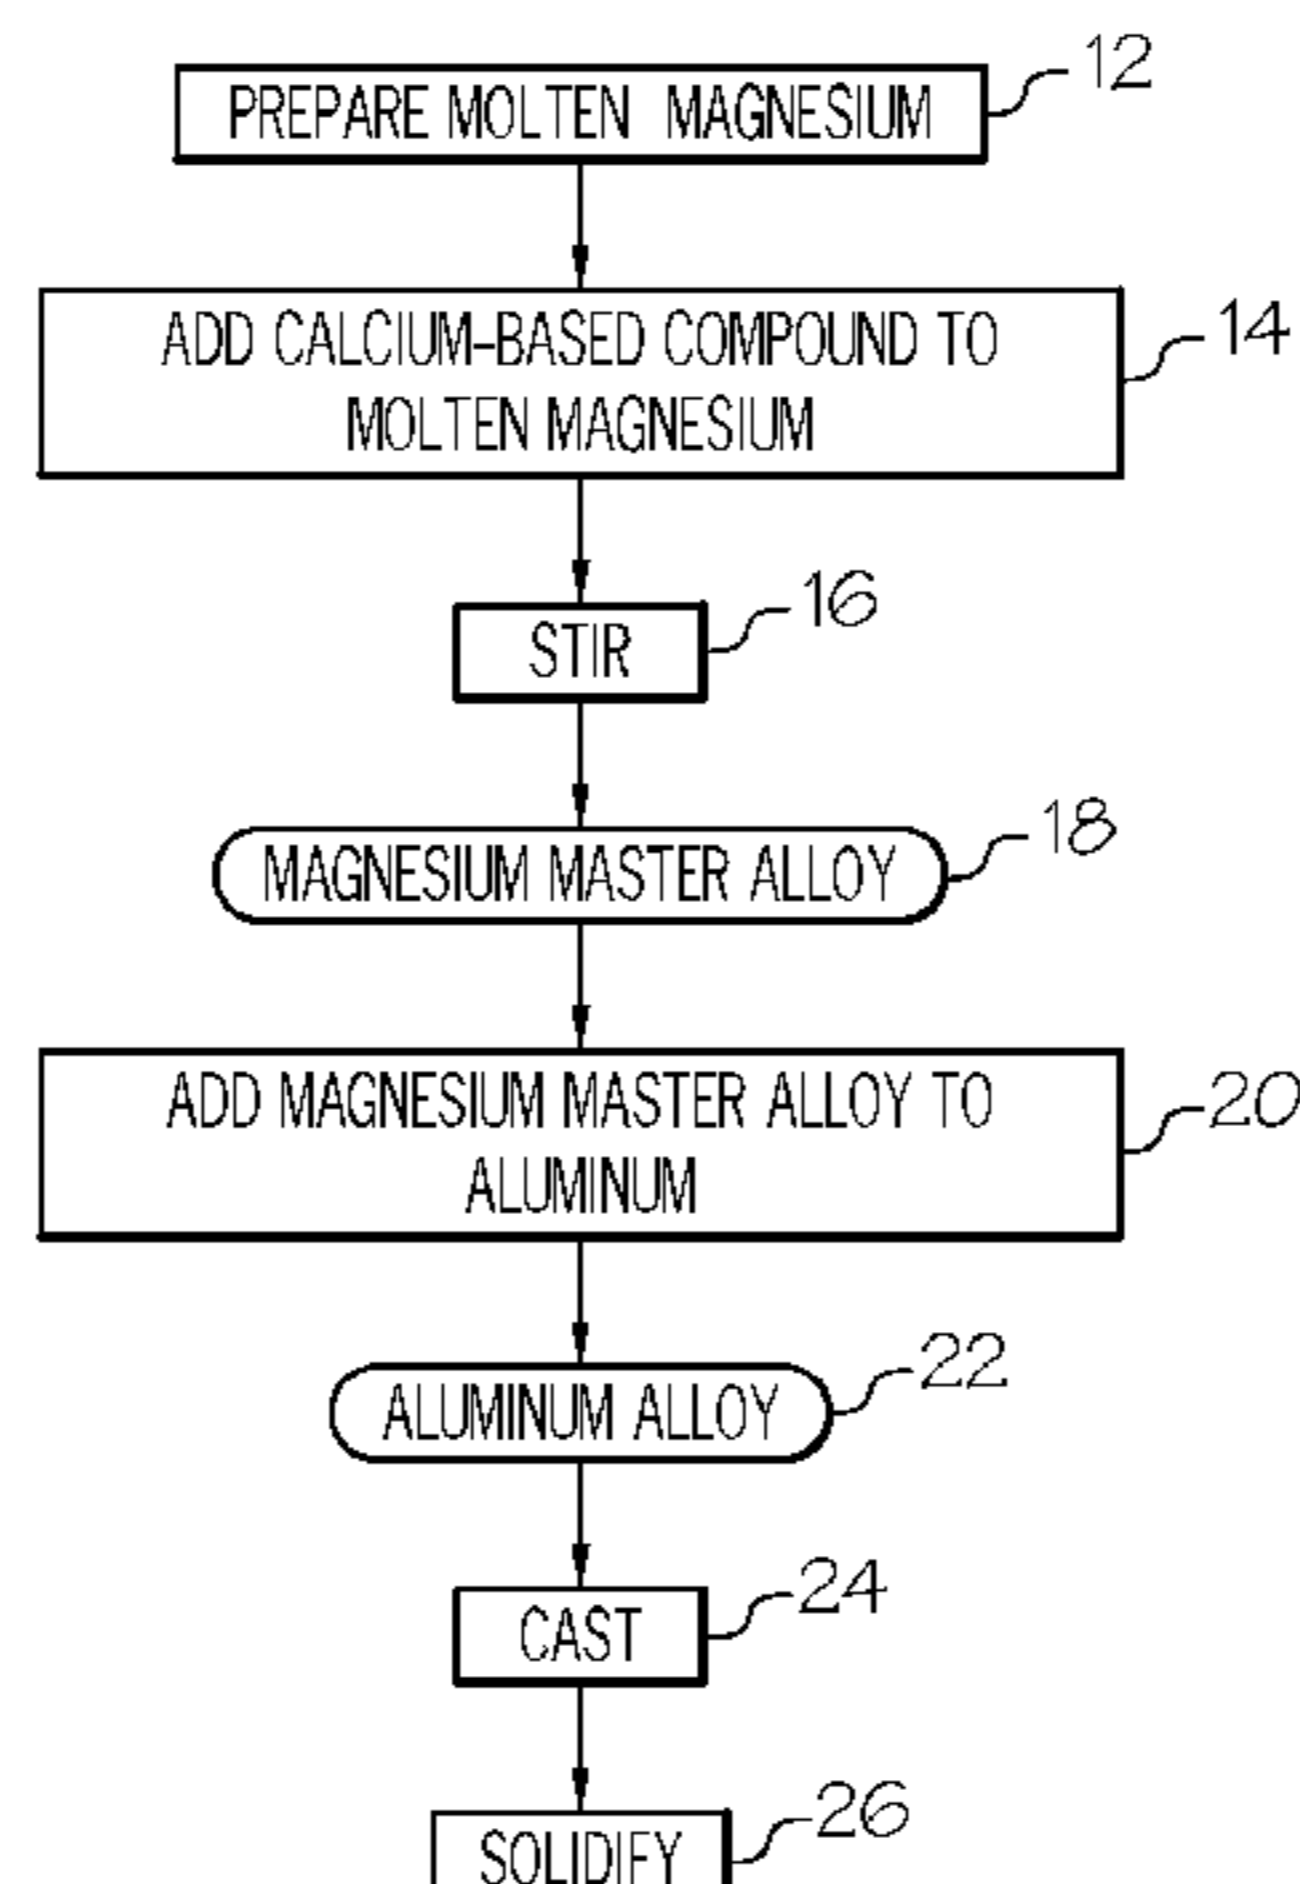 12
PREPARE MOLTEN MAGNESIUM
14
ADD CALCIUM-BASED COMPOUND TO
MOLTEN MAGNESIUM
16
STIR
18
MAGNESIUM MASTER ALLOY
20
ADD MAGNESIUM MASTER ALLOY TO
ALUMINUM
22
ALUMINUM ALLOY
24
CAST
26
SOLIDIFY